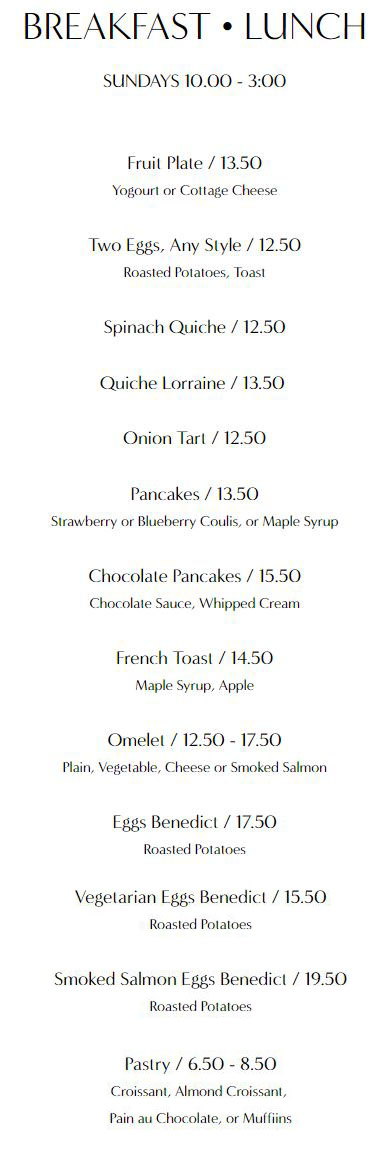 BREAKFAST • LUNCH
SUNDAYS 10.00 - 3:00
Fruit Plate / 13.50
Yogourt or Cottage Cheese
Two Eggs, Any Style / 12.50
Roasted Potatoes, Toast
Spinach Quiche / 12.50
Quiche Lorraine / 13.50
Onion Tart / 12.50
Pancakes / 13.50
Strawberry or Blueberry Coulis, or Maple Syrup
Chocolate Pancakes / 15.50
Chocolate Sauce, Whipped Cream
French Toast / 14.50
Maple Syrup, Apple
Omelet / 12.50 - 17.50
Plain, Vegetable, Cheese or Smoked Salmon
Eggs Benedict / 17.50
Roasted Potatoes
Vegetarian Eggs Benedict / 15.50
Roasted Potatoes
Smoked Salmon Eggs Benedict / 19.50
Roasted Potatoes
Pastry / 6.50 - 8.50
Croissant, Almond Croissant,
Pain au Chocolate, or Muffiins